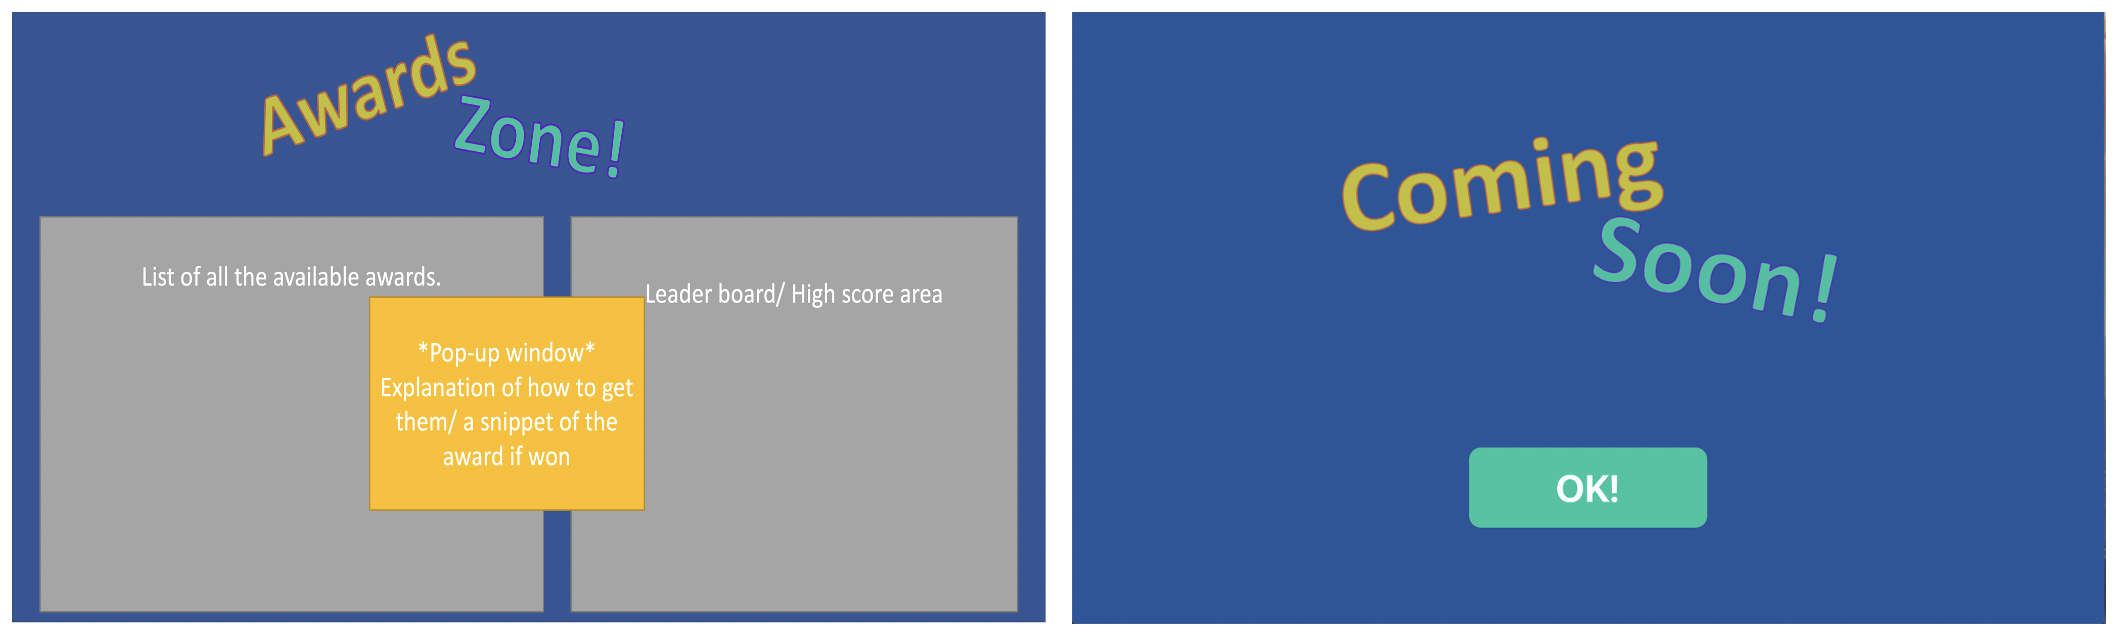 Awards
Zone!
List of all the available awards.
Leader board/ High score area
*Pop-up window*
Explanation of how to get
them/ a snippet of the
award if won
Coming
Soon!
OK!